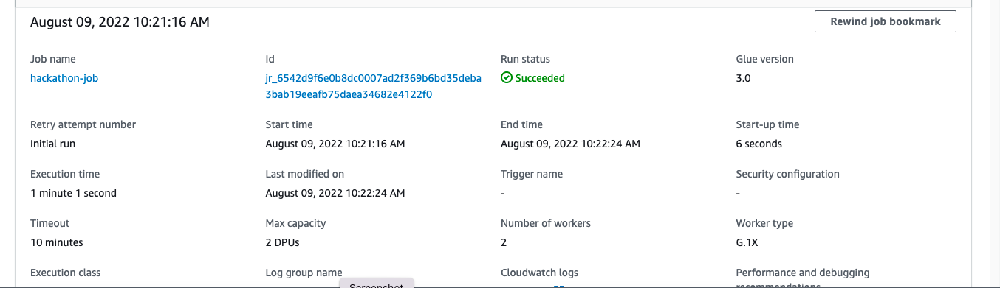 August 09, 2022 10:21:16 AM
Rewind job bookmark
Job name
Id
Run status
Glue version
hackathon-job
jr_6542d9f6e0b8dc0007ad2f369b6bd35deba
3bab19eeafb75daea34682e4122f0
Succeeded
3.0
Retry attempt number
Start time
End time
Start-up time
Initial run
August 09, 2022 10:21:16 AM
August 09, 2022 10:22:24 AM
6 seconds
Execution time
Last modified on
Trigger name
Security configuration
1 minute 1 second
August 09, 2022 10:22:24 AM
-
-
Timeout
Max capacity
Number of workers
Worker type
10 minutes
2 DPUs
2
G.1X
Execution class
Log group name
Cloudwatch logs
Performance and debugging
recommendations
Screenshot